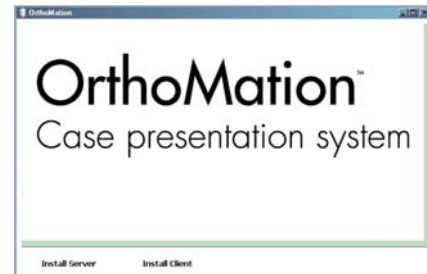 OrthoMation
OrthoMation™
Case presentation system
Install Server Install Client